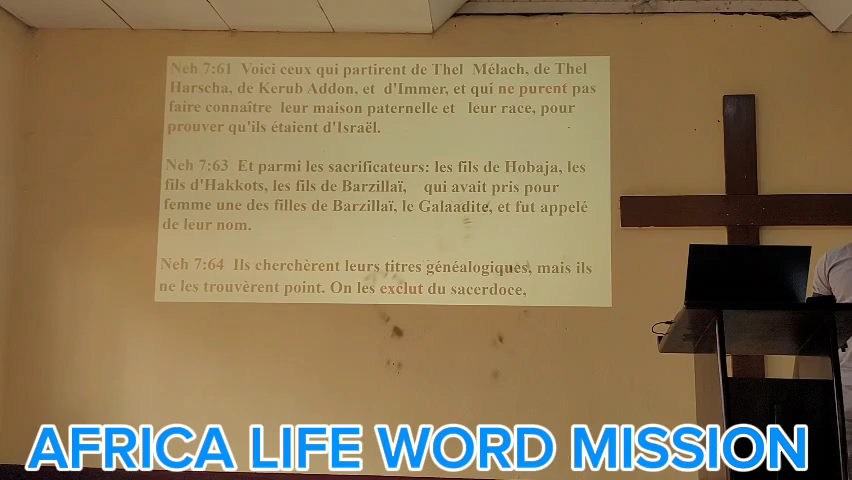 Neh 7:61 Voici ceux qui partirent de Thel Mélach, de Thel
Harscha, de Kerub Addon, et d'Immer, et qui ne purent pas
faire connaître leur maison paternelle et leur race, pour
prouver qu'ils étaient d'Israël.
Neh 7:63 Et parmi les sacrificateurs: les fils de Hobaja, les
fils d'Hakkots, les fils de Barzillaï, qui avait pris pour
femme une des filles de Barzillaï, le Galaadite, et fut appelé
de leur nom.
Neh 7:64 Ils cherchèrent leurs titres généalogiques, mais ils
ne les trouvèrent point. On les exclut du sacerdoce,
AFRICA LIFE WORD MISSION